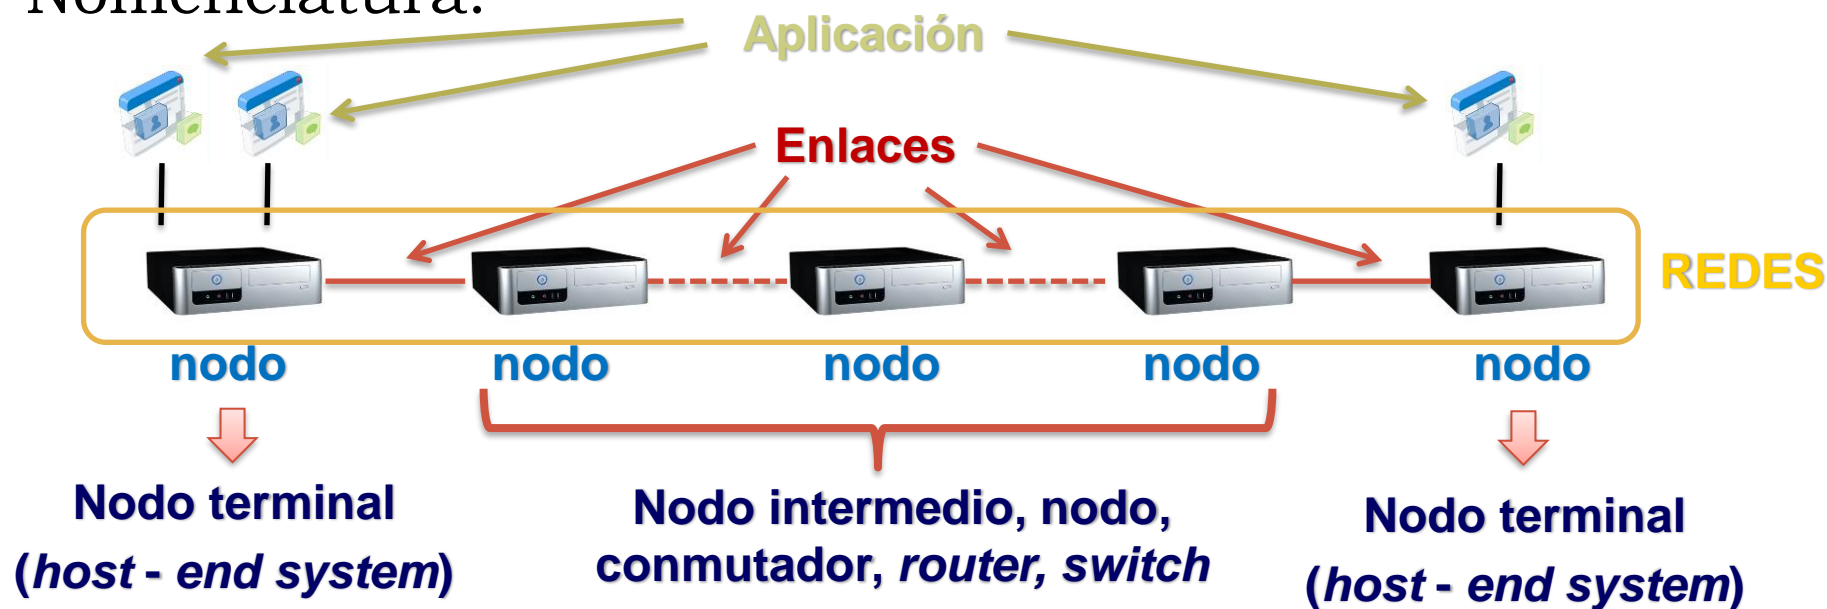 Nomenclatura:
Aplicación
Enlaces
REDES
nodo
nodo
nodo
nodo
nodo
Nodo terminal
(host - end system)
Nodo intermedio, nodo,
conmutador, router, switch
Nodo terminal
(host - end system)